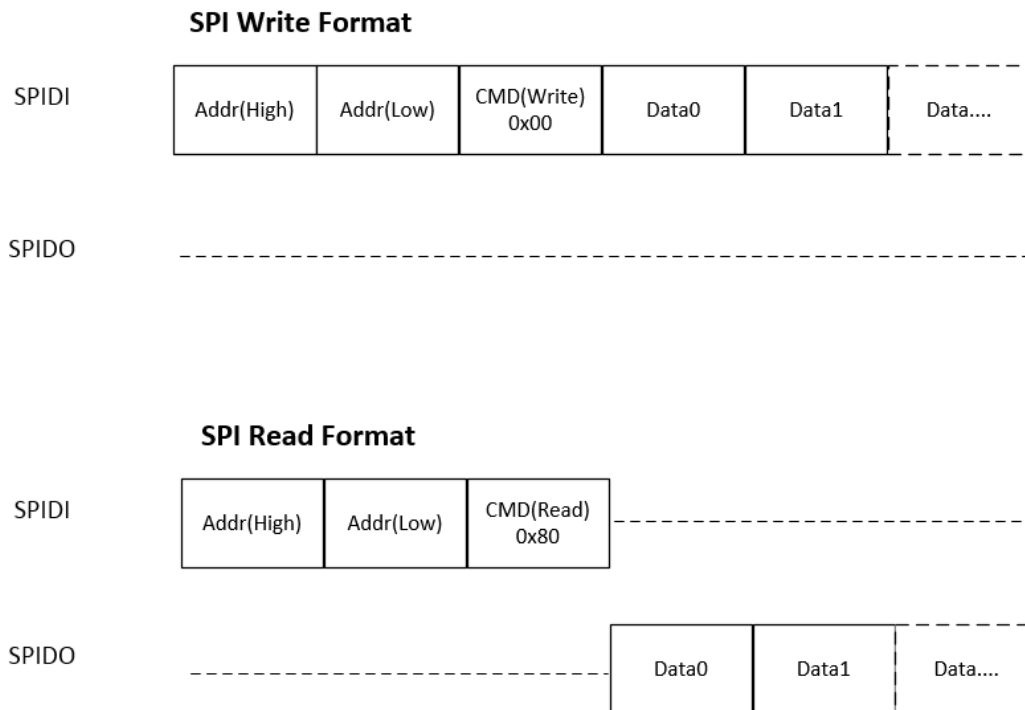 SPI Write Format
SPIDI
Addr(High) Addr(Low) CMD(Write) Data0 Data1 Data....
0x00
SPIDO
SPI Read Format
SPIDI
Addr(High) Addr(Low) CMD(Read)
0x80
SPIDO
Data0 Data1 Data....